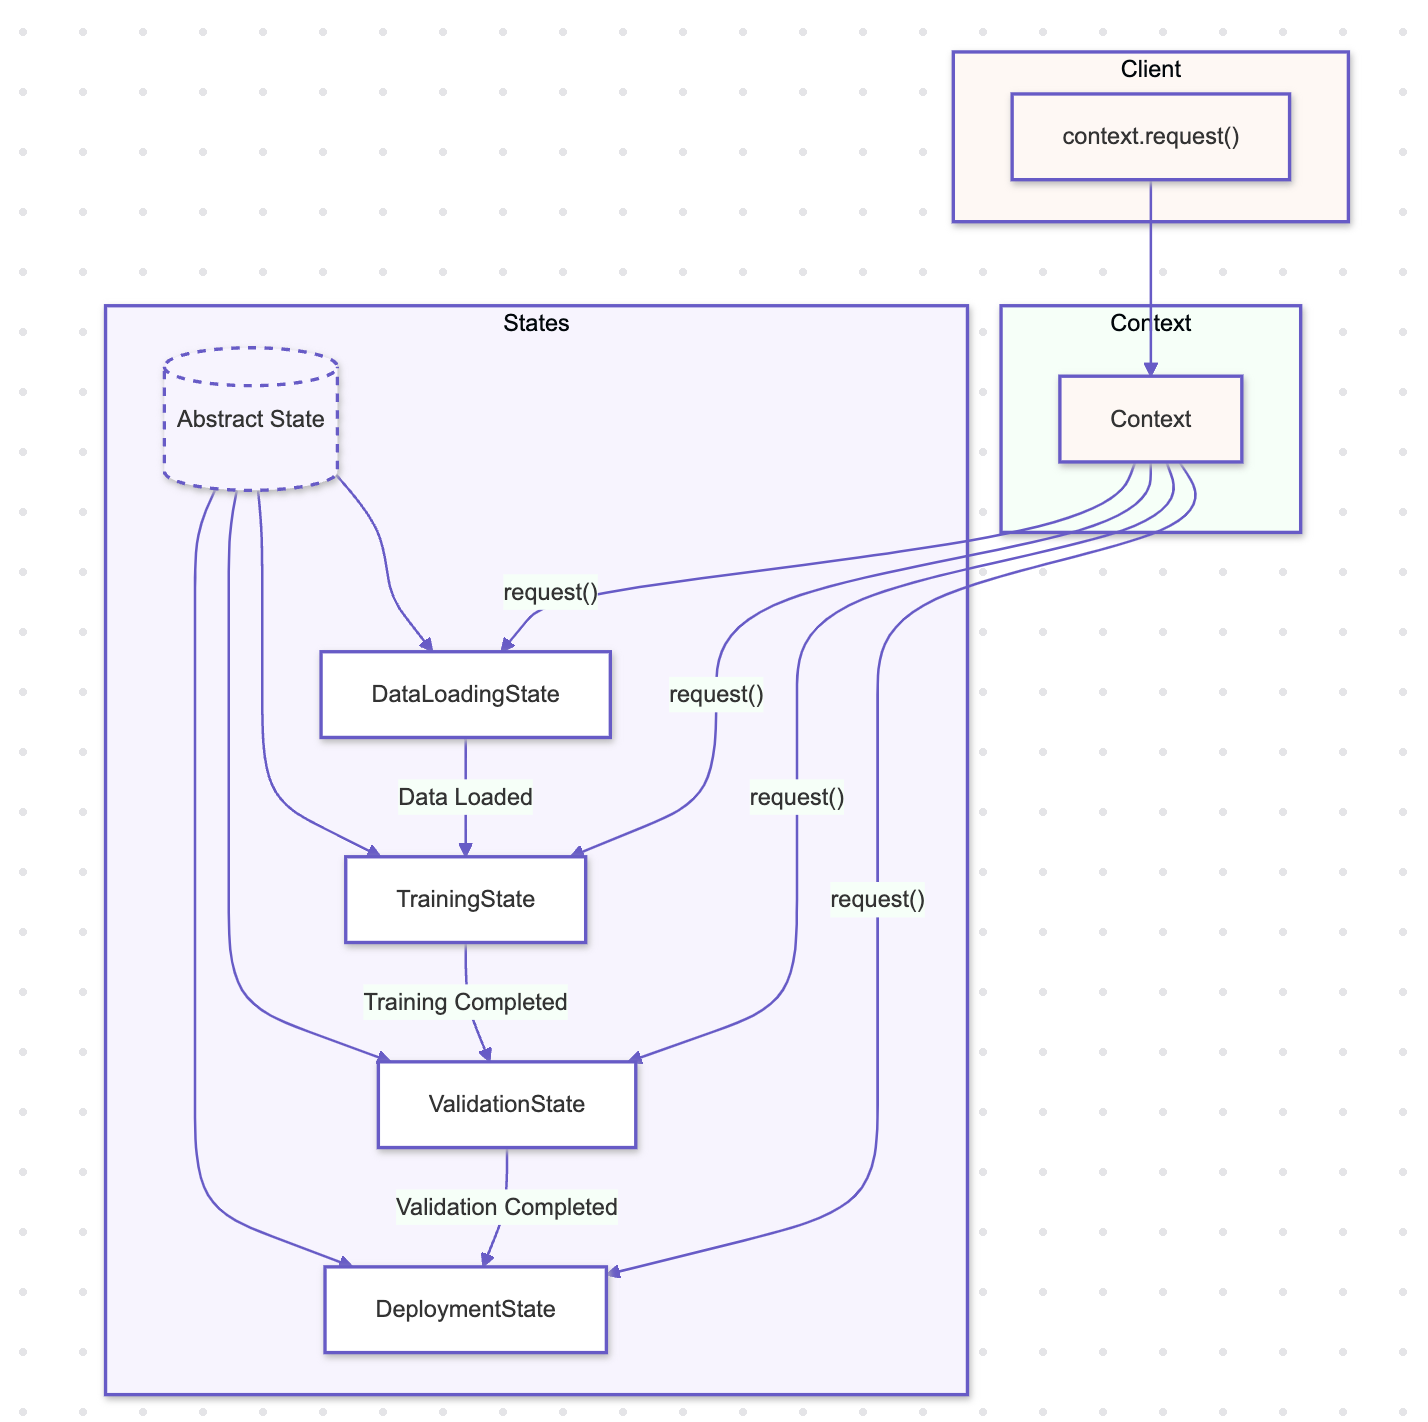 Client
context.request()
States
Context
Abstract State
Context
request()
DataLoadingState
request()
Data Loaded
request()
TrainingState
request()
Training Completed
ValidationState
Validation Completed
DeploymentState